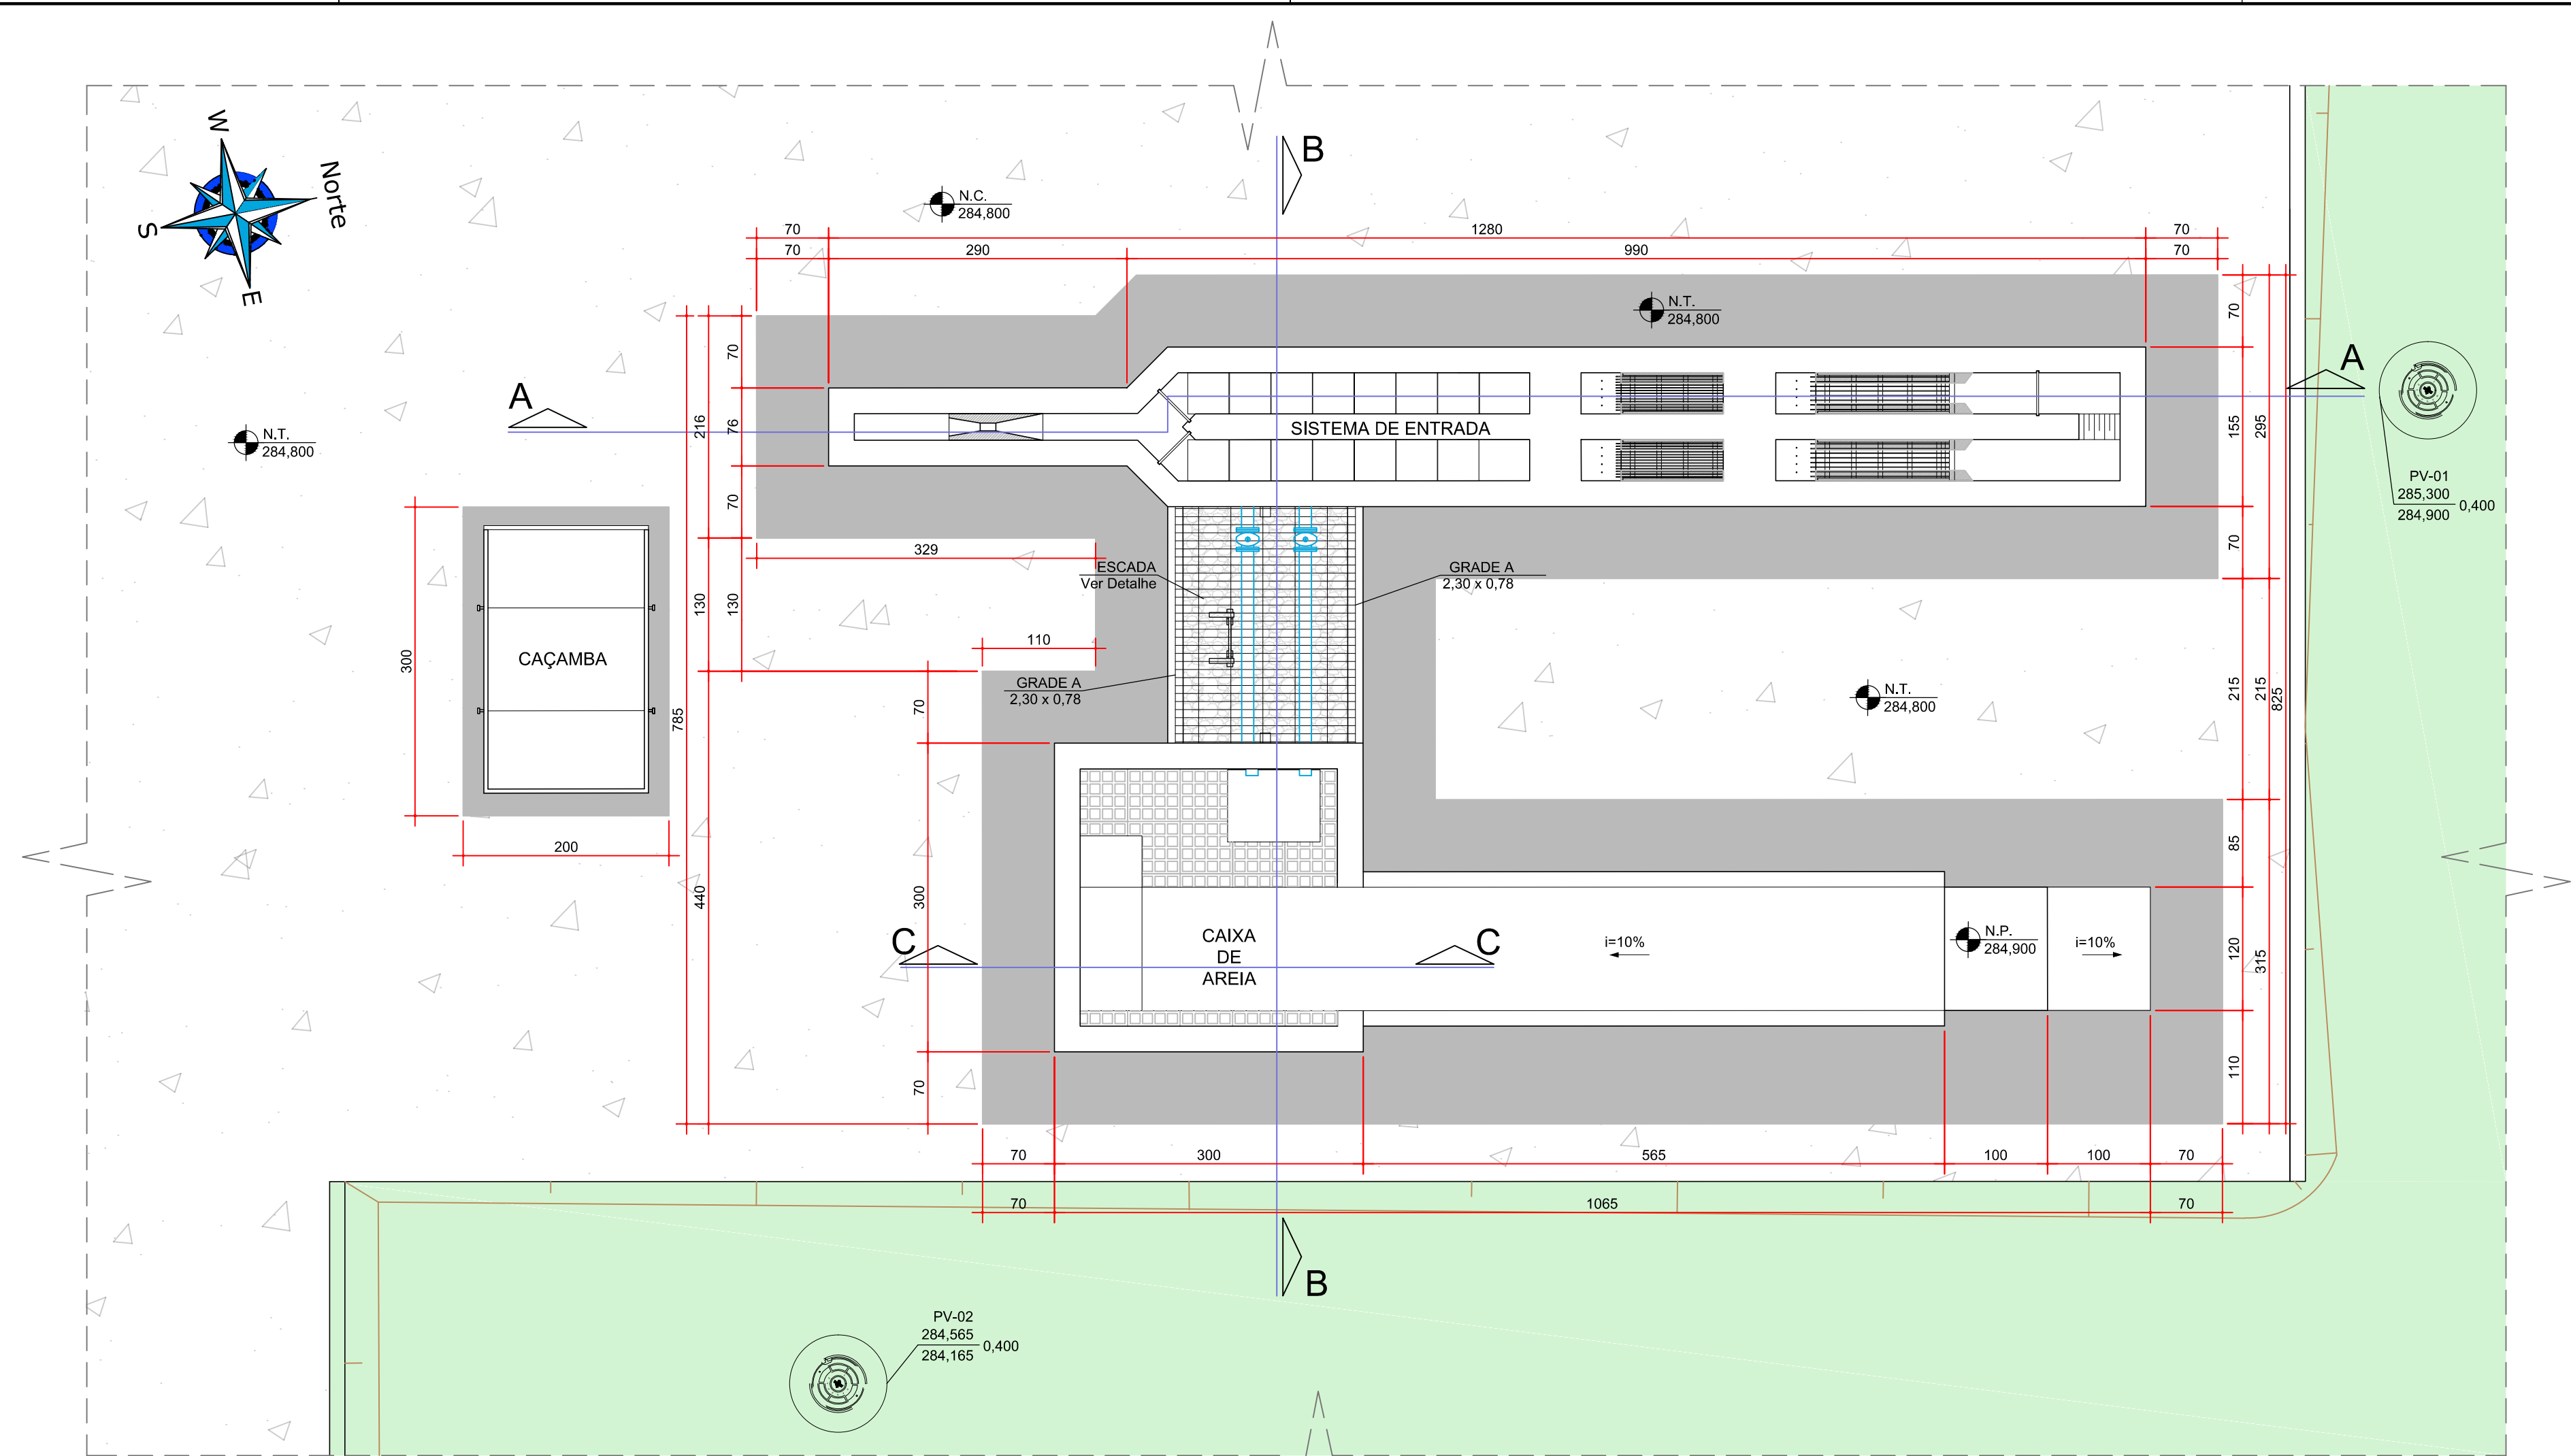 W
Norte
S
E
B
N.C.
284,800
70
1280
70
70
290
990
70
N.T.
284,800
70
70
A
A
216
76
155
295
SISTEMA DE ENTRADA
N.T.
284,800
PV-01
285,300
0,400
284,900
70
70
329
ESCADA
Ver Detalhe
GRADE A
2,30 x 0,78
130
130
110
CAÇAMBA
300
GRADE A
2,30 x 0,78
N.T.
284,800
785
70
215
215
825
200
85
440
300
C
C
CAIXA
DE
AREIA
i=10%
N.P.
284,900
i=10%
120
315
70
110
70
300
565
100
100
70
70
1065
70
B
PV-02
284,565
0,400
284,165